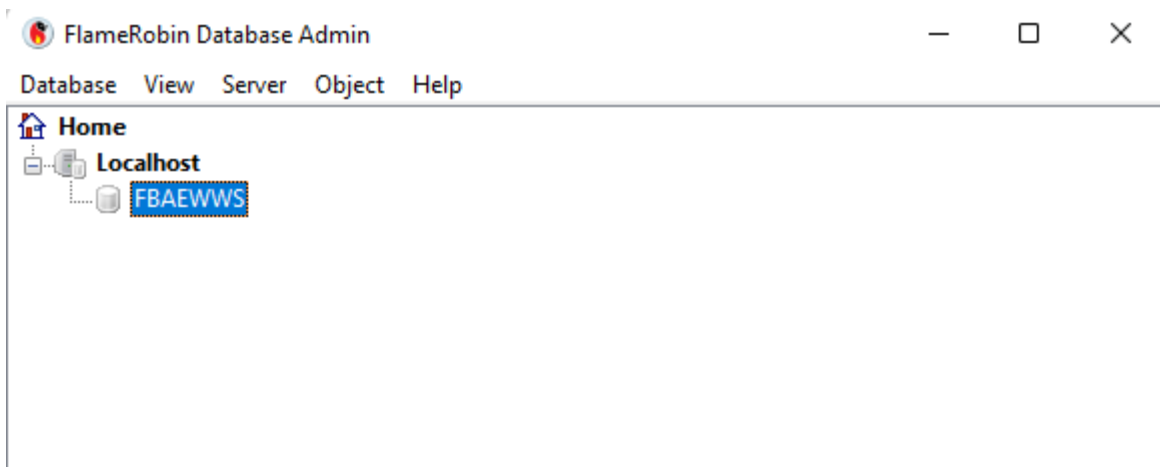 FlameRobin Database Admin
Database View Server Object Help
Home
Localhost
FBAEWWS